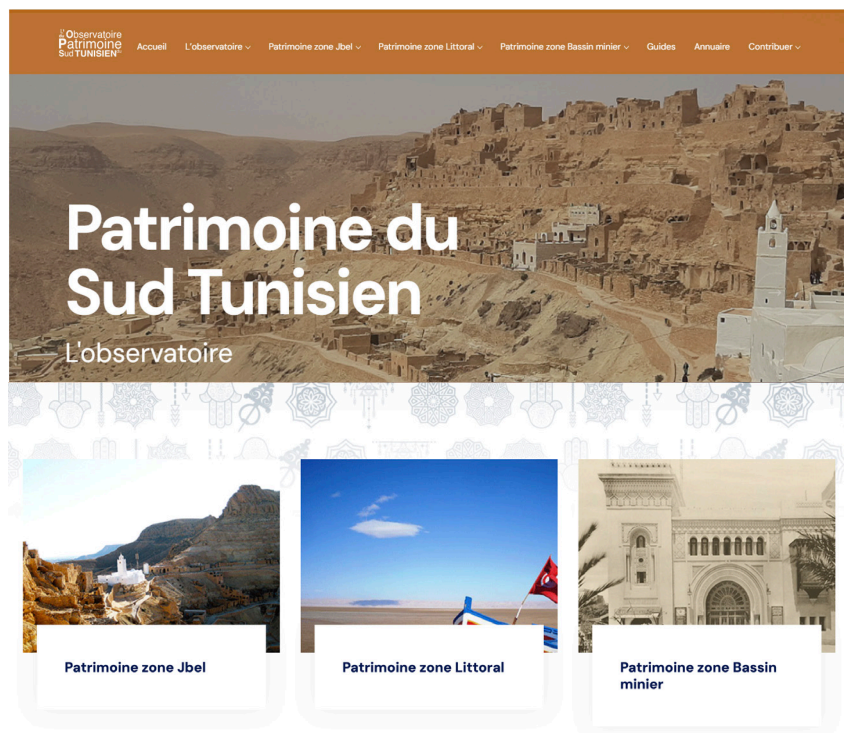 Observatoire
Patrimoine
Sud TUNISIEN
Accueil
L'observatoire
Patrimoine zone Jbel
Patrimoine zone Littoral
Patrimoine zone Bassin minier
Guides
Annuaire
Contribuer
Patrimoine du
Sud Tunisien
L'observatoire
Patrimoine zone Jbel
Patrimoine zone Littoral
Patrimoine zone Bassin
minier